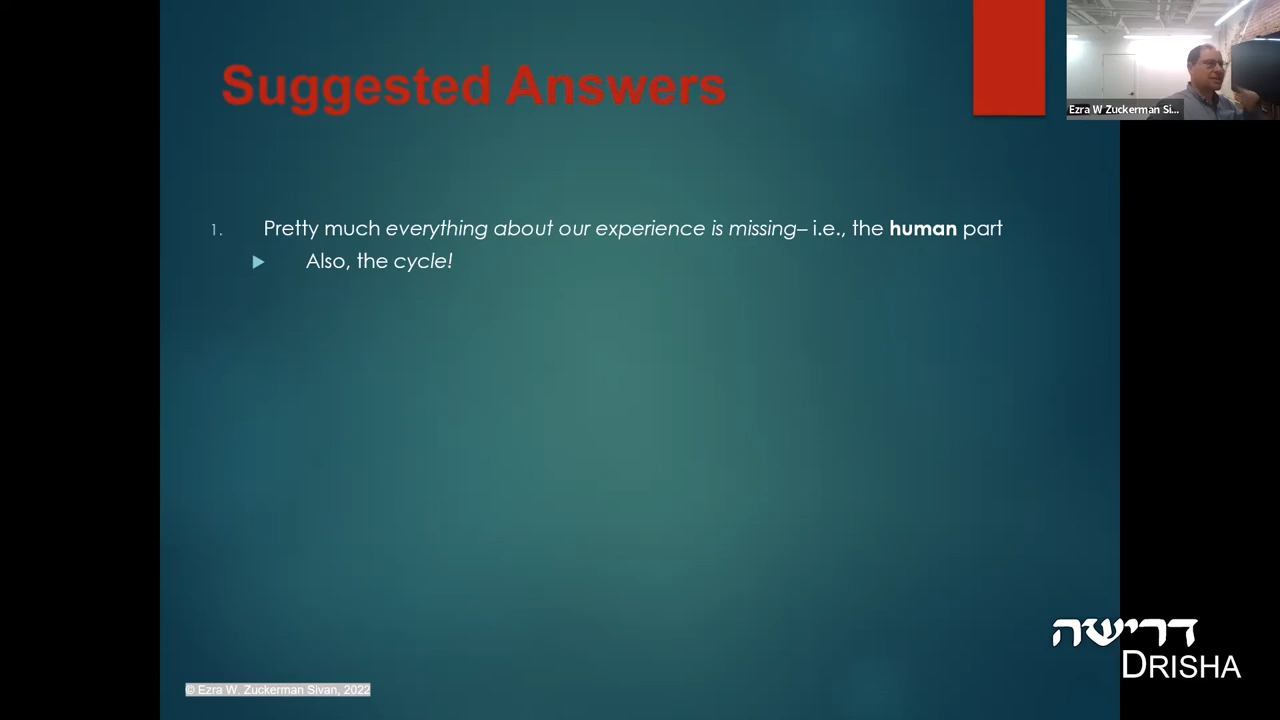 Suggested Answers
Ezra W Zuckerman Si...
1. Pretty much everything about our experience is missing– i.e., the human part
Also, the cycle!
דרישה
DRISHA
© Ezra W. Zuckerman Sivan, 2022